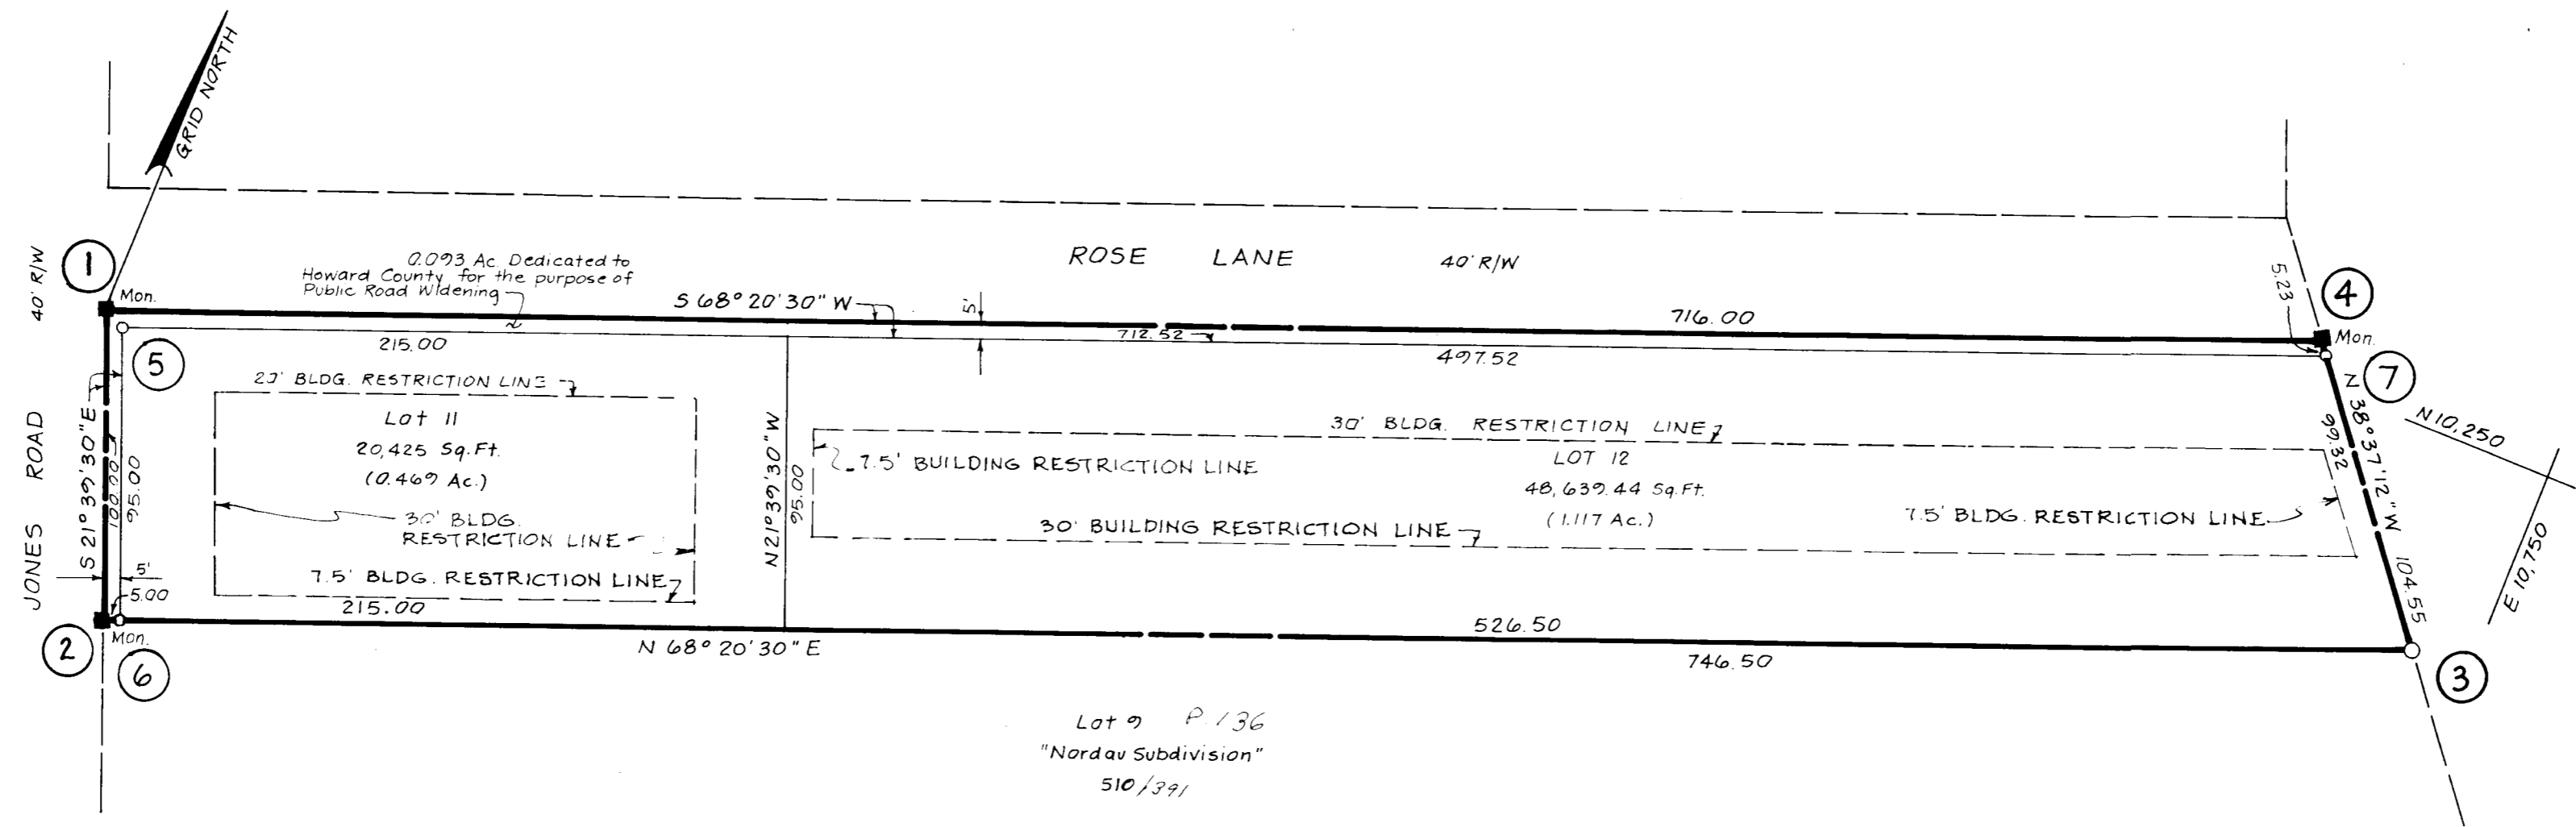 GRID NORTH
40' R/W
JONES ROAD
1
Mon.
0.093 Ac. Dedicated to
Howard County for the purpose of
Public Road Widening
S 68° 20' 30" W
5'
ROSE LANE
40' R/W
716.00
712.52
5.23
4
Mon.
5
215.00
497.52
7
N 38° 37' 12" W
99.32
104.55
N 10,250
E 10,750
S 21° 39' 30" E
100.00
95.00
BLDG. RESTRICTION LINE
Lot 11
20,425 Sq.Ft.
(0.469 Ac.)
30' BLDG.
RESTRICTION LINE
7.5' BLDG. RESTRICTION LINE
N 21° 39' 30" W
95.00
30' BLDG. RESTRICTION LINE
7.5' BUILDING RESTRICTION LINE
LOT 12
48,639.44 Sq.Ft.
(1.117 Ac.)
30' BUILDING RESTRICTION LINE
7.5' BLDG. RESTRICTION LINE
5'
5.00
215.00
2
Mon.
6
N 68° 20' 30" E
526.50
746.50
3
Lot 9 P. 136
"Nordau Subdivision"
510/391